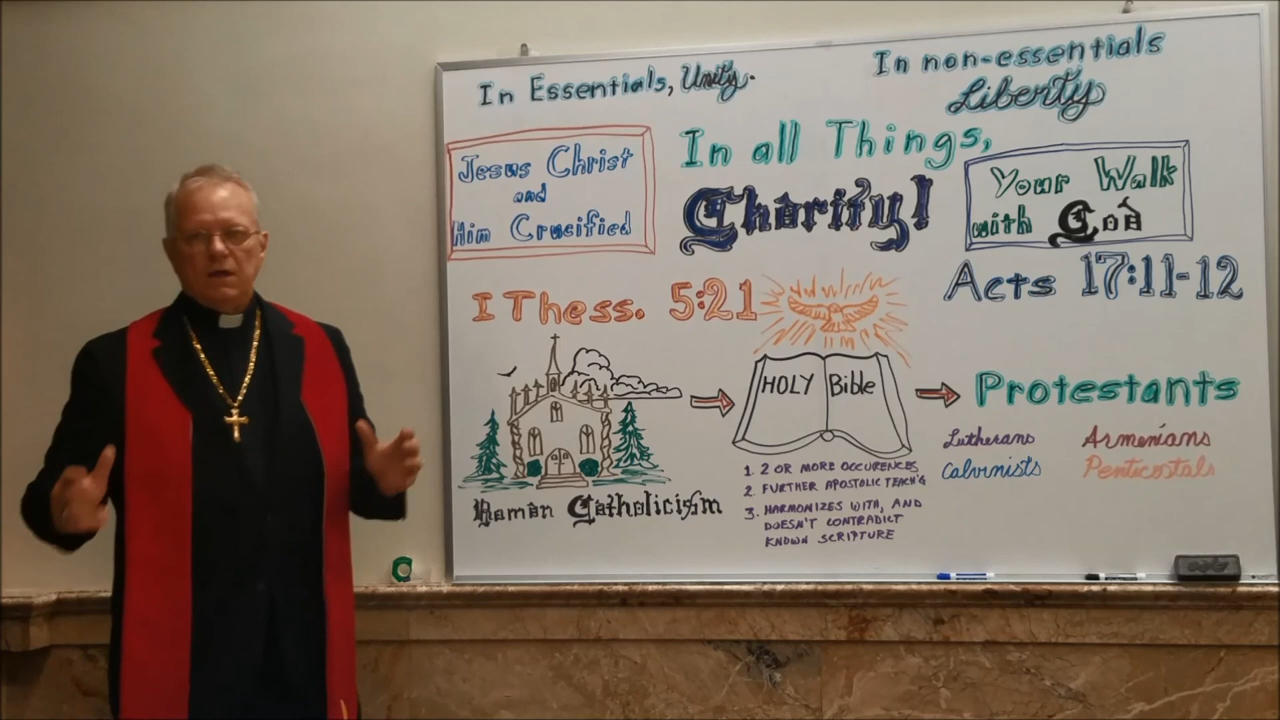 In Essentials, Unity.
In non-essentials
Liberty
In all Things,
Charity!
Jesus Christ
and
Him Crucified
Your Walk
with God
Acts 17:11-12
I Thess. 5:21
HOLY Bible
Protestants
Lutherans
Armenians
Calvinists
Penticostals
Roman Catholicism
1. 2 OR MORE OCCURENCES
2. FURTHER APOSTOLIC TEACH'G
3. HARMONIZES WITH, AND
DOESN'T CONTRADICT
KNOWN SCRIPTURE